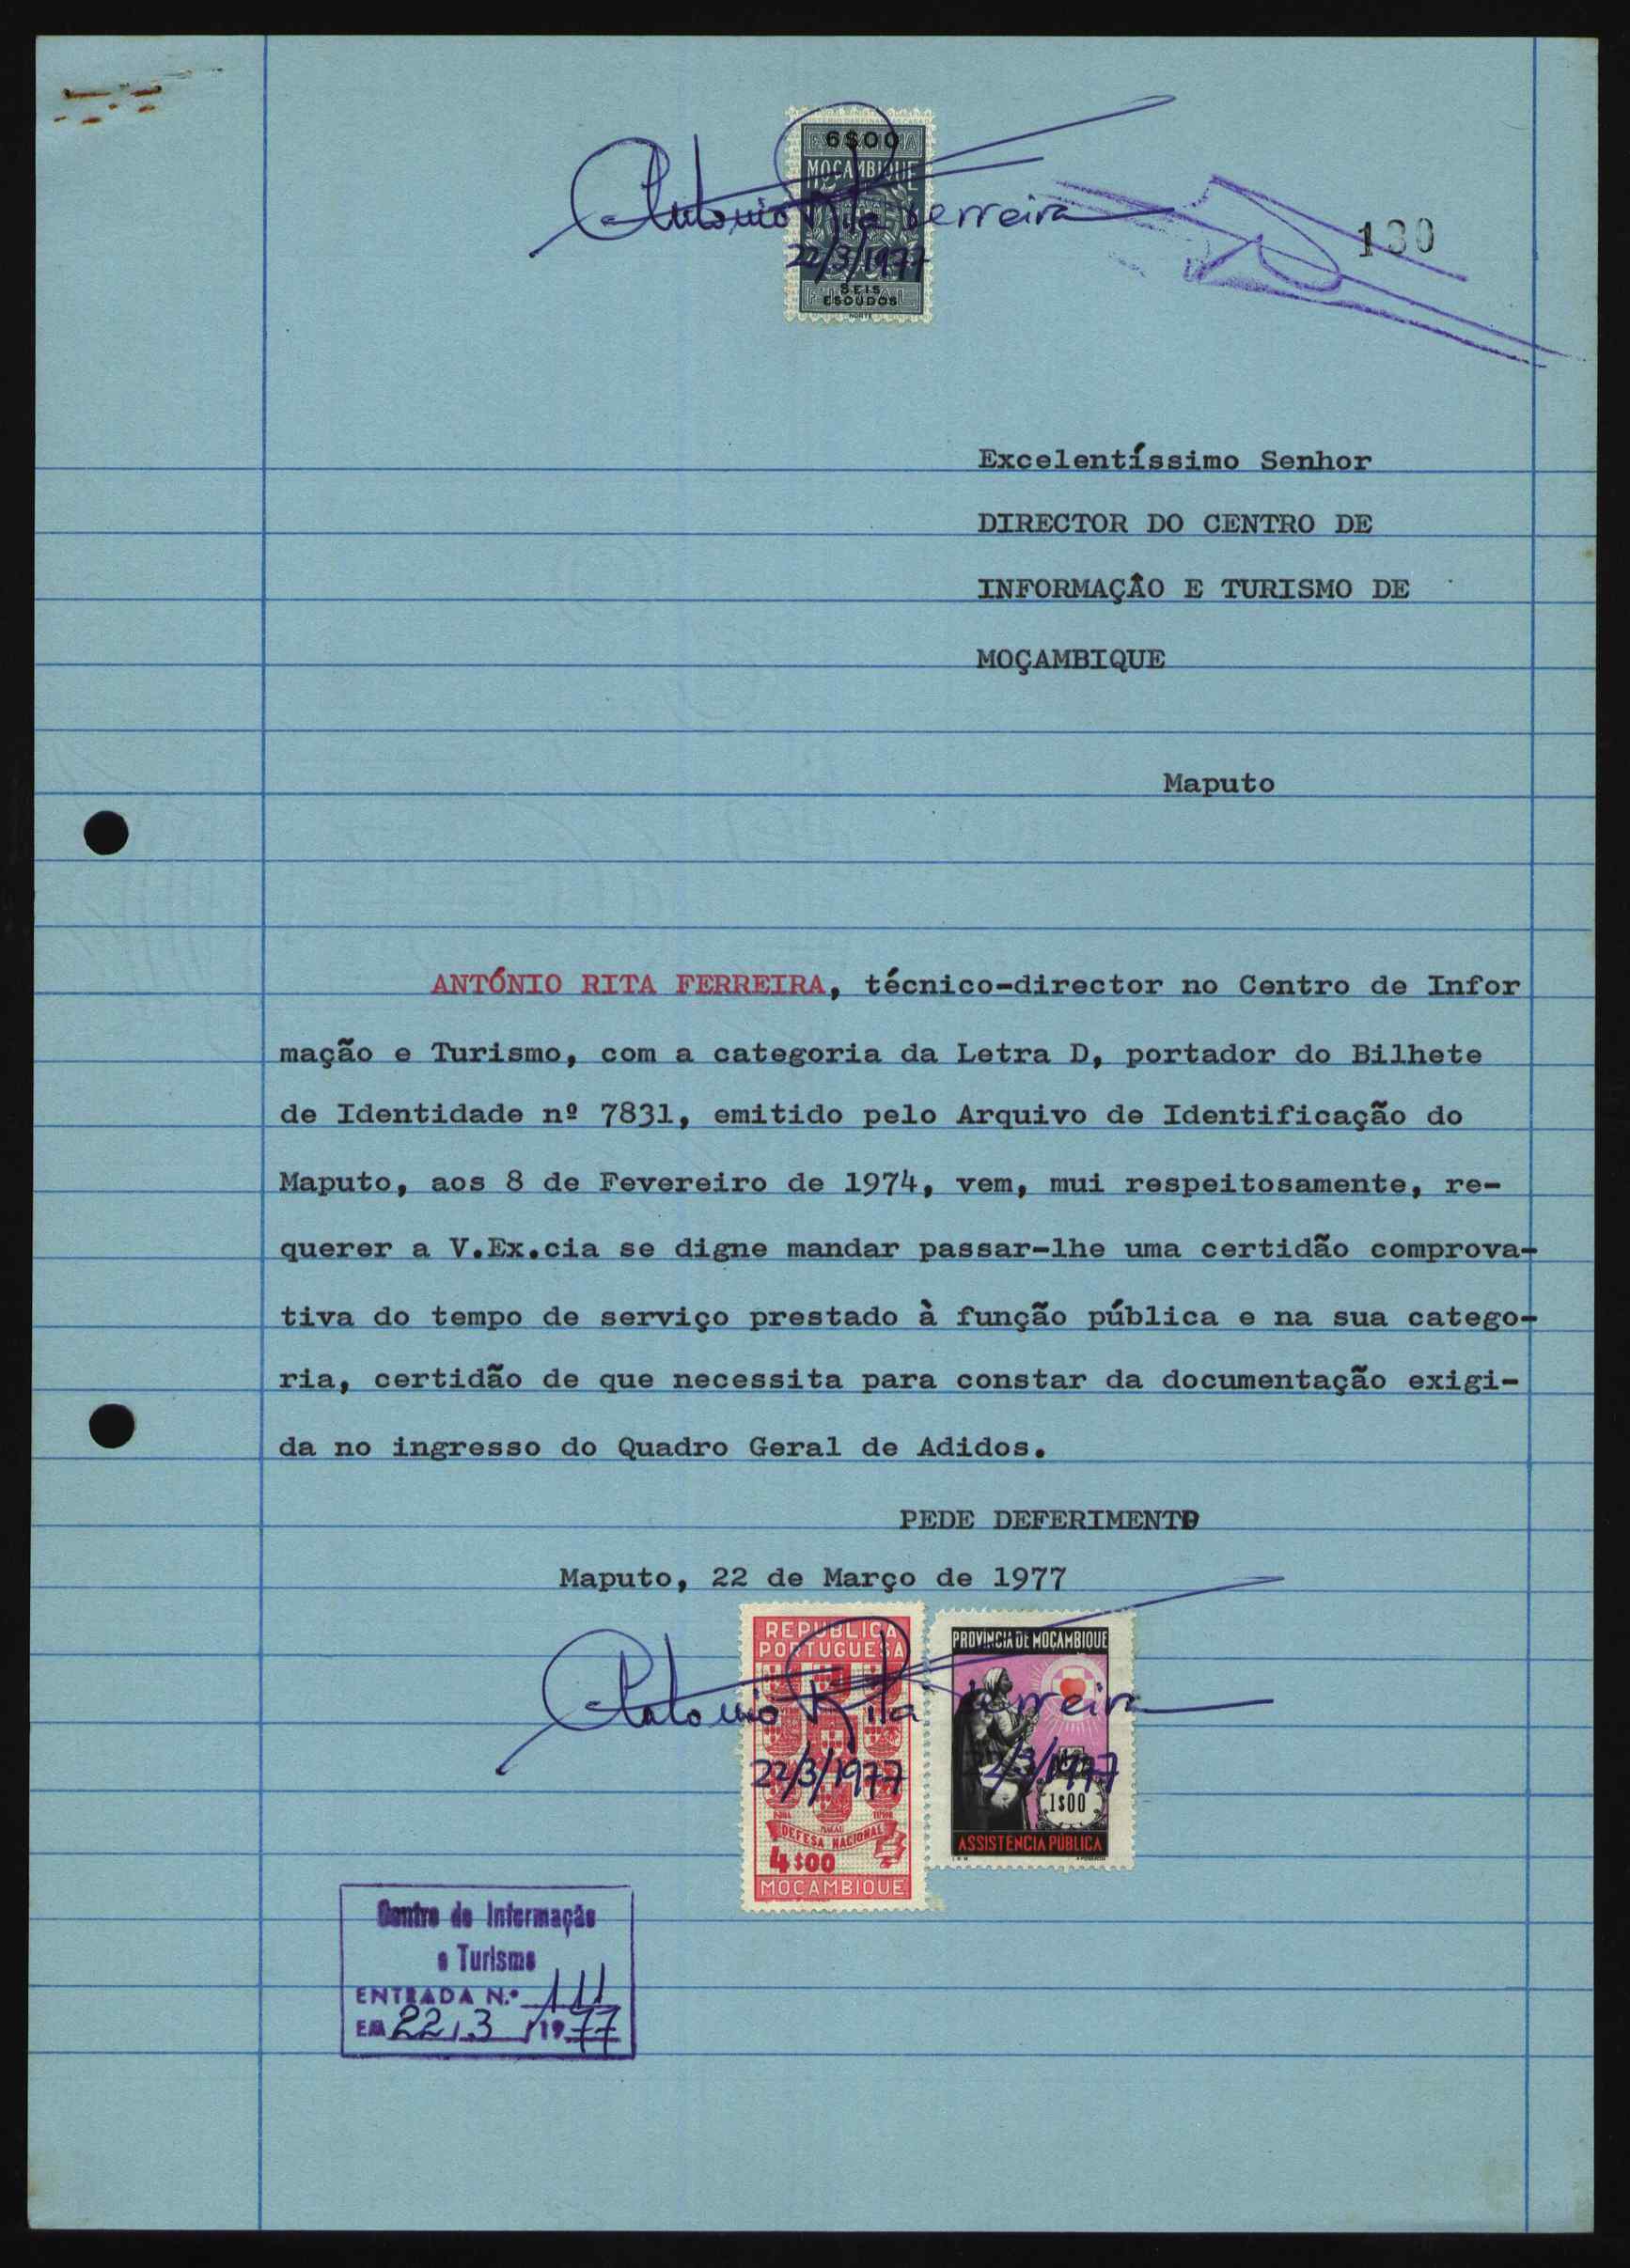 6$00
MOÇAMBIQUE
António Rita Ferreira
22/3/1977
SEIS
ESCUDOS
130
Excelentíssimo Senhor
DIRECTOR DO CENTRO DE
INFORMAÇÃO E TURISMO DE
MOÇAMBIQUE
Maputo
ANTÓNIO RITA FERREIRA, técnico-director no Centro de Infor
mação e Turismo, com a categoria da Letra D, portador do Bilhete
de Identidade nº 7831, emitido pelo Arquivo de Identificação do
Maputo, aos 8 de Fevereiro de 1974, vem, mui respeitosamente, re-
querer a V.Ex.cia se digne mandar passar-lhe uma certidão comprova-
tiva do tempo de serviço prestado à função pública e na sua catego-
ria, certidão de que necessita para constar da documentação exigi-
da no ingresso do Quadro Geral de Adidos.
PEDE DEFERIMENTO
Maputo, 22 de Março de 1977
REPUBLICA
PORTUGUESA
PROVINCIA DE MOÇAMBIQUE
António Rita Ferreira
22/3/1977 22/3/1977
1$00
DEFESA NACIONAL
4$00
MOÇAMBIQUE
ASSISTENCIA PÚBLICA
Centro de Informação
e Turismo
ENTRADA N.º 111
EM 22/3/1977